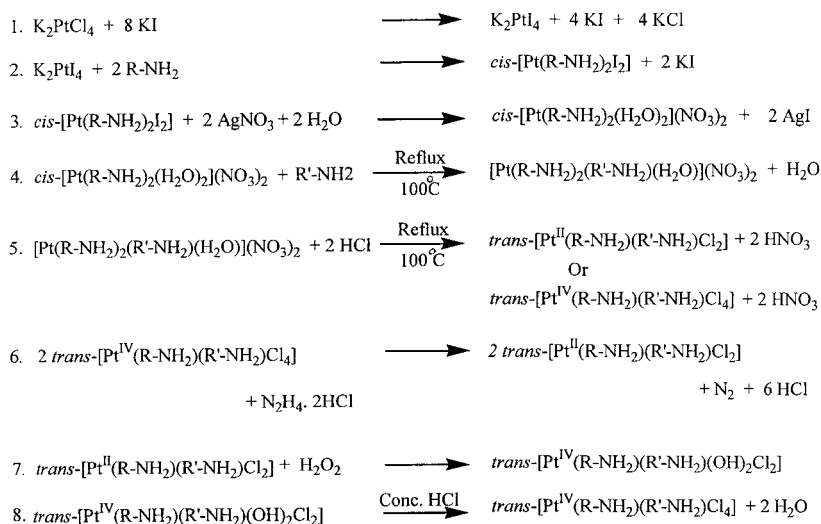 1. K₂PtCl₄ + 8 KI → K₂PtI₄ + 4 KI + 4 KCl
2. K₂PtI₄ + 2 R-NH₂ → cis-[Pt(R-NH₂)₂I₂] + 2 KI
3. cis-[Pt(R-NH₂)₂I₂] + 2 AgNO₃ + 2 H₂O → cis-[Pt(R-NH₂)₂(H₂O)₂](NO₃)₂ + 2 AgI
4. cis-[Pt(R-NH₂)₂(H₂O)₂](NO₃)₂ + R'-NH2 Reflux 100°C → [Pt(R-NH₂)₂(R'-NH₂)(H₂O)](NO₃)₂ + H₂O
5. [Pt(R-NH₂)₂(R'-NH₂)(H₂O)](NO₃)₂ + 2 HCl Reflux 100°C → trans-[Ptᴵᴵ(R-NH₂)(R'-NH₂)Cl₂] + 2 HNO₃
Or
trans-[Ptᴵⱽ(R-NH₂)(R'-NH₂)Cl₄] + 2 HNO₃
6. 2 trans-[Ptᴵⱽ(R-NH₂)(R'-NH₂)Cl₄] → 2 trans-[Ptᴵᴵ(R-NH₂)(R'-NH₂)Cl₂]
+ N₂H₄. 2HCl + N₂ + 6 HCl
7. trans-[Ptᴵᴵ(R-NH₂)(R'-NH₂)Cl₂] + H₂O₂ → trans-[Ptᴵⱽ(R-NH₂)(R'-NH₂)(OH)₂Cl₂]
8. trans-[Ptᴵⱽ(R-NH₂)(R'-NH₂)(OH)₂Cl₂] Conc. HCl → trans-[Ptᴵⱽ(R-NH₂)(R'-NH₂)Cl₄] + 2 H₂O